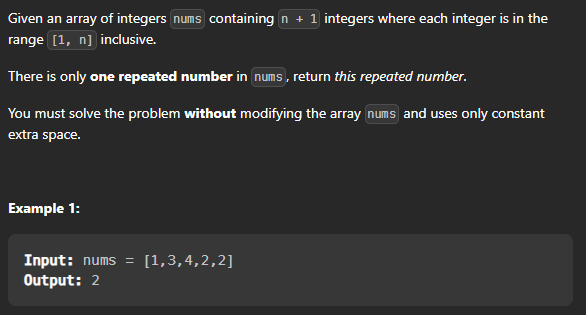 Given an array of integers nums containing n + 1 integers where each integer is in the
range [1, n] inclusive.
There is only one repeated number in nums, return this repeated number.
You must solve the problem without modifying the array nums and uses only constant
extra space.
Example 1:
Input: nums = [1,3,4,2,2]
Output: 2